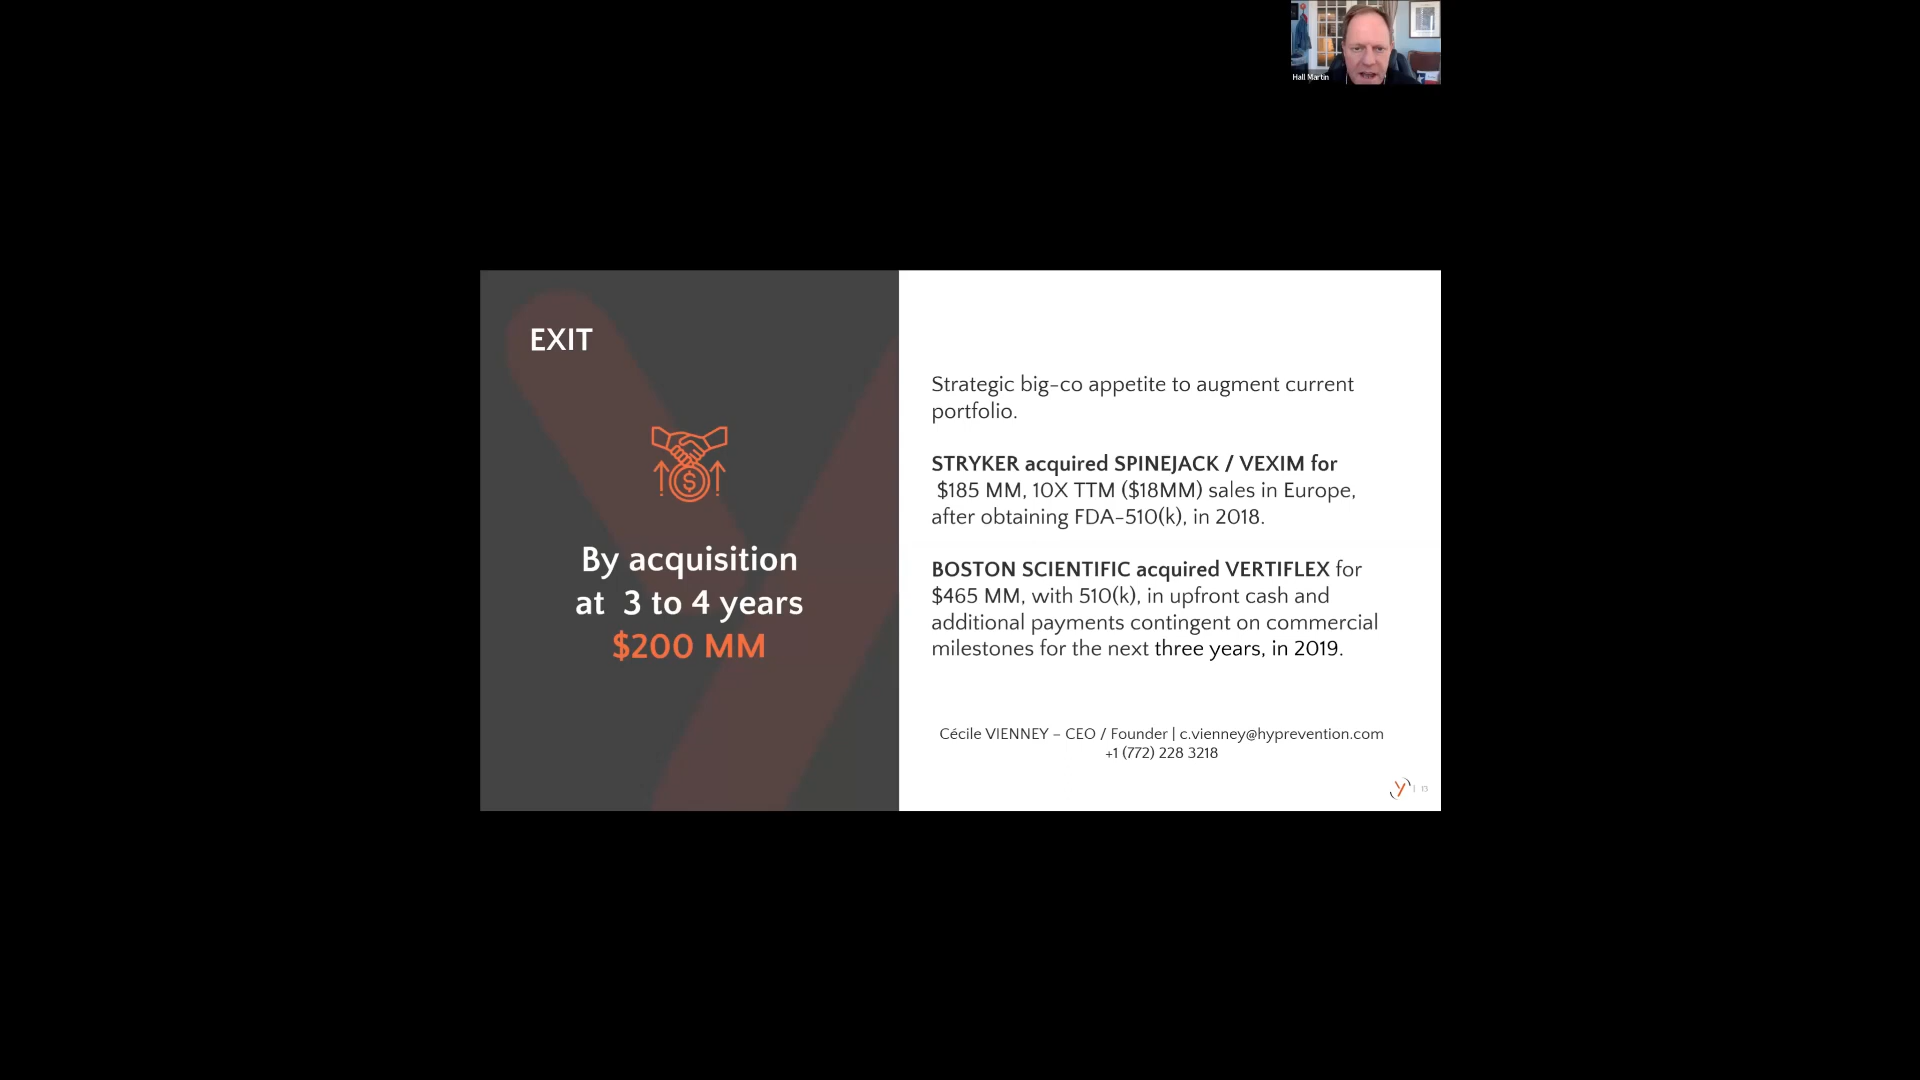 Hall Martin
EXIT
By acquisition
at 3 to 4 years
$200 MM
Strategic big-co appetite to augment current
portfolio.
STRYKER acquired SPINEJACK / VEXIM for
$185 MM, 10X TTM ($18MM) sales in Europe,
after obtaining FDA-510(k), in 2018.
BOSTON SCIENTIFIC acquired VERTIFLEX for
$465 MM, with 510(k), in upfront cash and
additional payments contingent on commercial
milestones for the next three years, in 2019.
Cécile VIENNEY – CEO / Founder | c.vienney@hyprevention.com
+1 (772) 228 3218
y | 13